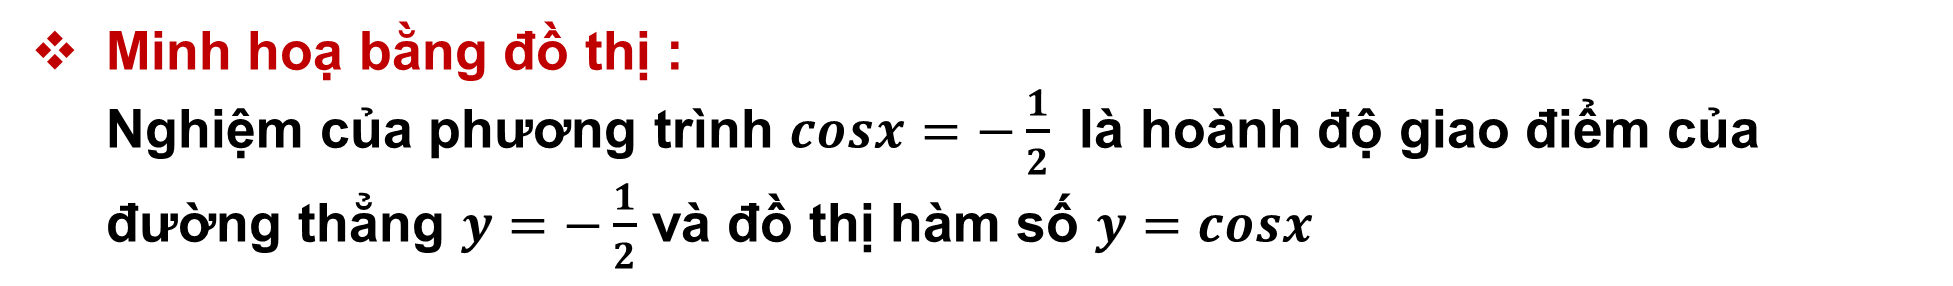 ❖ Minh hoạ bằng đồ thị :
Nghiệm của phương trình cosx = −1/2 là hoành độ giao điểm của
đường thẳng y = −1/2 và đồ thị hàm số y = cosx